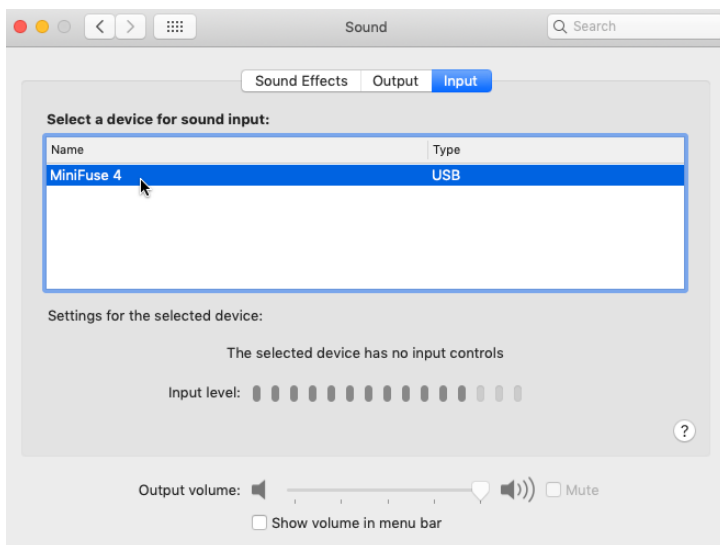 Sound
Search
Sound Effects Output Input
Select a device for sound input:
Name Type
MiniFuse 4 USB
Settings for the selected device:
The selected device has no input controls
Input level:
?
Output volume: Mute
Show volume in menu bar